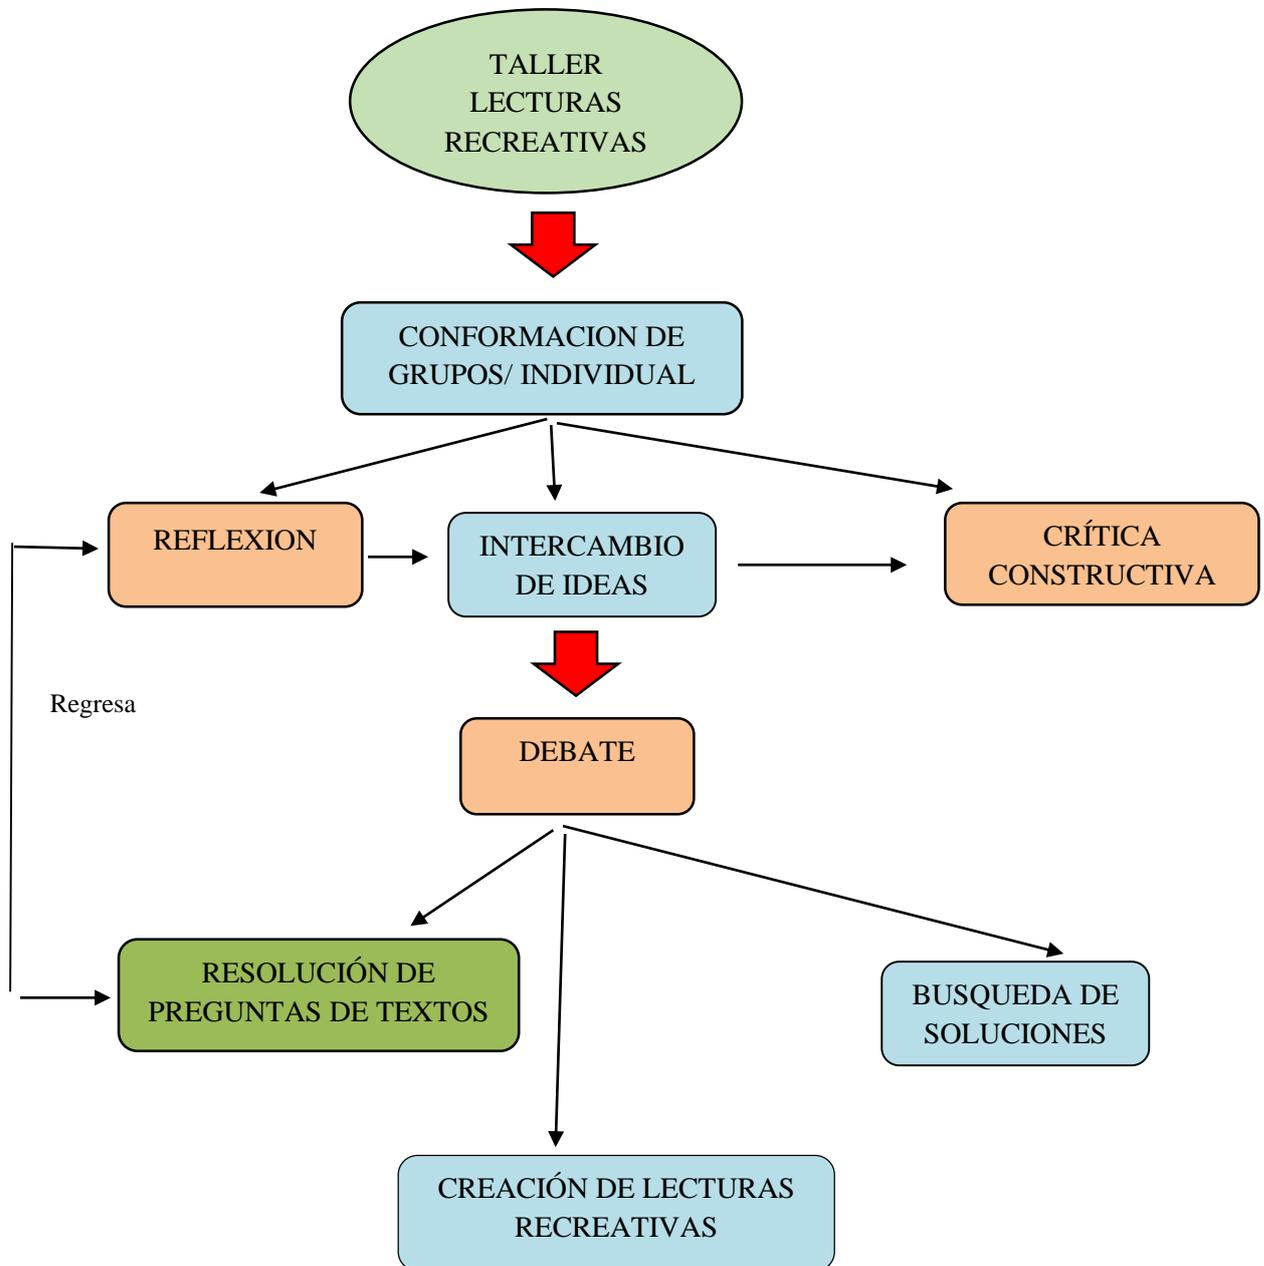 TALLER
LECTURAS
RECREATIVAS
CONFORMACION DE
GRUPOS/ INDIVIDUAL
REFLEXION
INTERCAMBIO
DE IDEAS
CRÍTICA
CONSTRUCTIVA
Regresa
DEBATE
RESOLUCIÓN DE
PREGUNTAS DE TEXTOS
BUSQUEDA DE
SOLUCIONES
CREACIÓN DE LECTURAS
RECREATIVAS